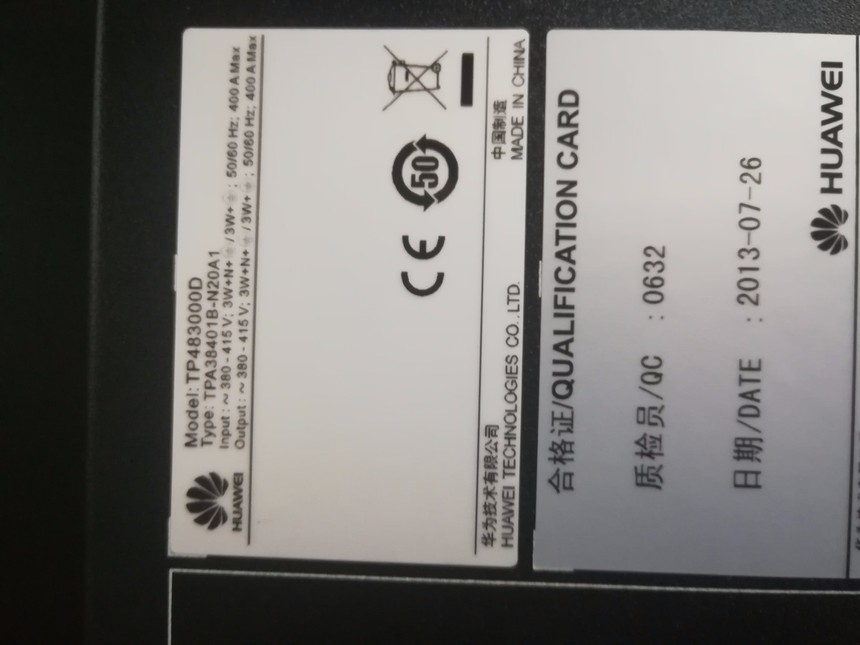 HUAWEI
Model: TP483000D
Type: TPA38401B-N20A1
Input: ~ 380 - 415 V; 3W+N+⏚/3W+⏚; 50/60 Hz; 400 A Max
Output: ~ 380 - 415 V; 3W+N+⏚/3W+⏚; 50/60 Hz; 400 A Max
CE
50
华为技术有限公司
中国制造
HUAWEI TECHNOLOGIES CO., LTD.
MADE IN CHINA
合格证/QUALIFICATION CARD
质检员/QC : 0632
日期/DATE : 2013-07-26
HUAWEI